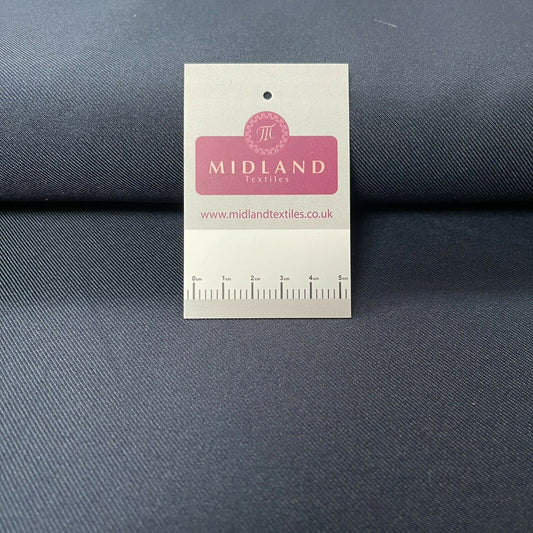 MIDLAND
Textiles
www.midlandtextiles.co.uk
0cm 1cm 2cm 3cm 4cm 5cm